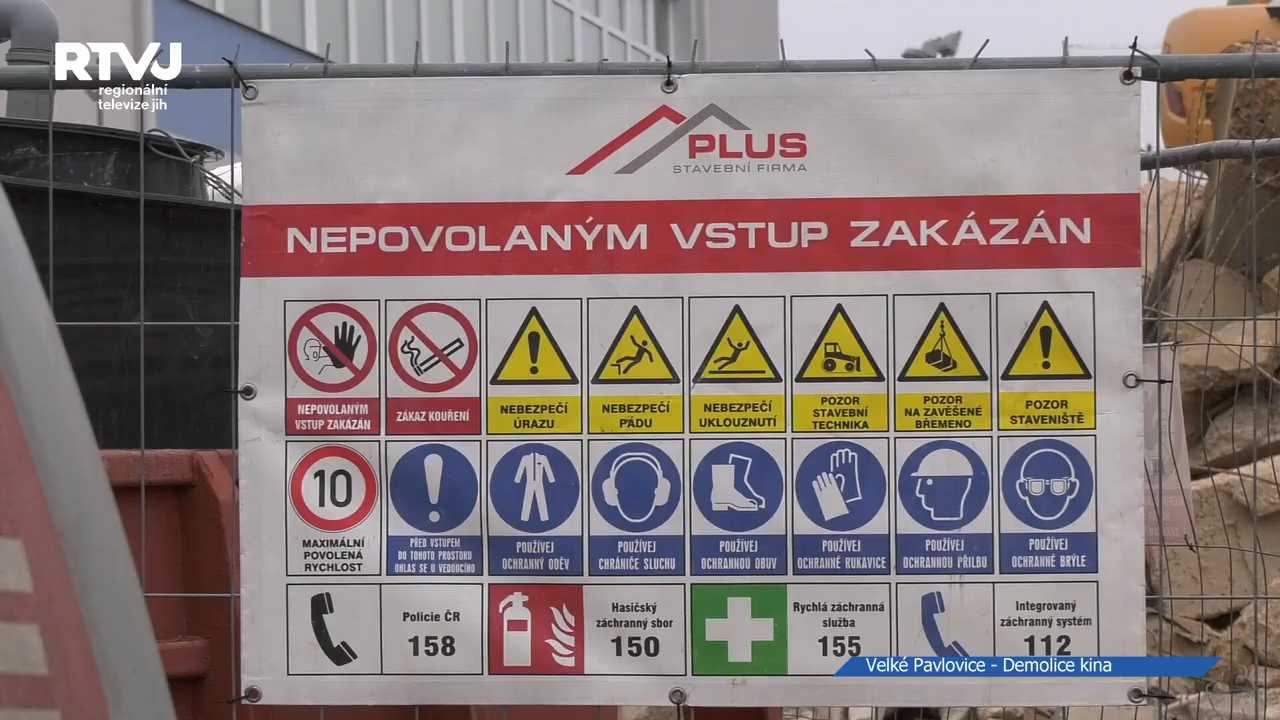 RTVJ
regionální
televize jih
PLUS
STAVEBNÍ FIRMA
NEPOVOLANÝM VSTUP ZAKÁZÁN
NEPOVOLANÝM
VSTUP ZAKÁZÁN
ZÁKAZ KOUŘENÍ
NEBEZPEČÍ
ÚRAZU
NEBEZPEČÍ
PÁDU
NEBEZPEČÍ
UKLOUZNUTÍ
POZOR
STAVEBNÍ
TECHNIKA
POZOR
NA ZAVĚŠENÉ
BŘEMENO
POZOR
STAVENIŠTĚ
10
MAXIMÁLNÍ
POVOLENÁ
RYCHLOST
PŘED VSTUPEM
DO TOHOTO PROSTORU
OHLAS SE U VEDOUCÍHO
POUŽÍVEJ
OCHRANNÝ ODĚV
POUŽÍVEJ
CHRÁNIČE SLUCHU
POUŽÍVEJ
OCHRANNOU OBUV
POUŽÍVEJ
OCHRANNÉ RUKAVICE
POUŽÍVEJ
OCHRANNOU PŘILBU
POUŽÍVEJ
OCHRANNÉ BRÝLE
Policie ČR
158
Hasičský
záchranný sbor
150
Rychlá záchranná
služba
155
Integrovaný
záchranný systém
112
Velké Pavlovice - Demolice kina